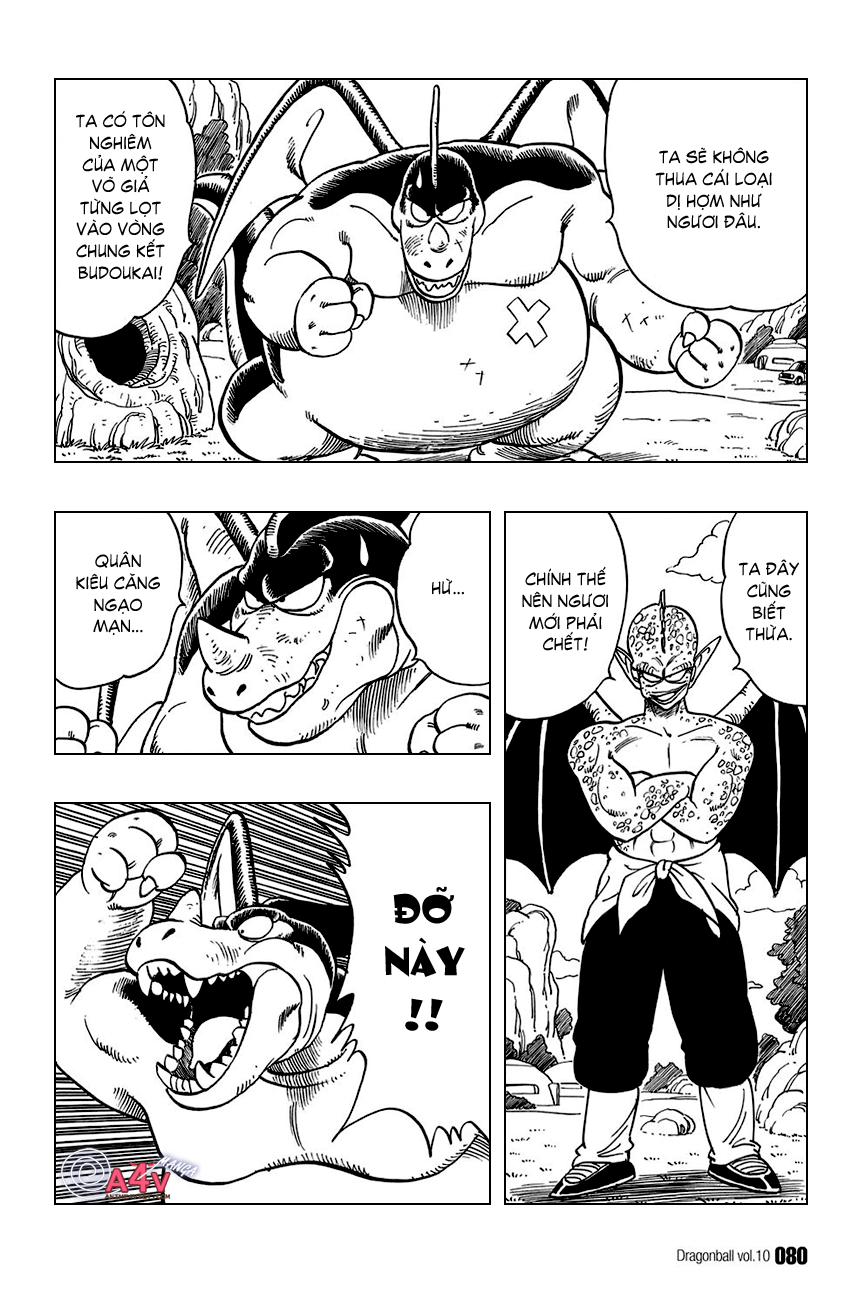 TA SẼ KHÔNG
THUA CÁI LOẠI
DỊ HỢM NHƯ
NGƯƠI ĐÂU.
TA CÓ TÔN
NGHIÊM
CỦA MỘT
VÕ GIẢ
TỪNG LỌT
VÀO VÒNG
CHUNG KẾT
BUDOUKAI!
TA ĐÂY
CŨNG
BIẾT
THỪA.
CHÍNH THẾ
NÊN NGƯƠI
MỚI PHẢI
CHẾT!
HỪ...
QUÂN
KIÊU CĂNG
NGẠO
MẠN...
ĐỠ
NÀY
!!
A4V
MANGA
Dragonball vol.10 080